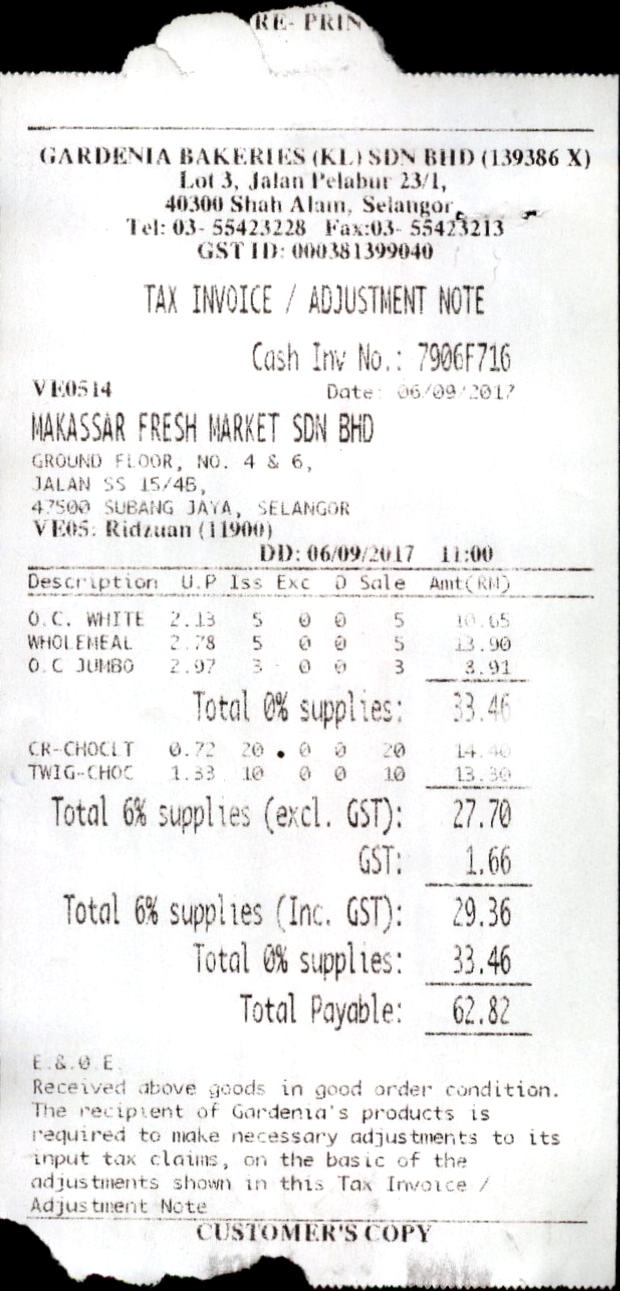 RE- PRIN
GARDENIA BAKERIES (KL) SDN BHD (139386 X)
Lot 3, Jalan Pelabur 23/1,
40300 Shah Alam, Selangor.
Tel: 03- 55423228 Fax:03- 55423213
GST ID: 000381399040
TAX INVOICE / ADJUSTMENT NOTE
Cash Inv No.: 7906F716
VE0514 Date: 06/09/2017
MAKASSAR FRESH MARKET SDN BHD
GROUND FLOOR, NO. 4 & 6,
JALAN SS 15/4B,
47500 SUBANG JAYA, SELANGOR
VE05: Ridzuan (11900)
DD: 06/09/2017 11:00
Description U.P Iss Exc D Sale Amt(RM)
O.C. WHITE 2.13 5 0 0 5 10.65
WHOLEMEAL 2.78 5 0 0 5 13.90
O.C JUMBO 2.97 3 0 0 3 8.91
Total 0% supplies: 33.46
CR-CHOCLT 0.72 20 0 0 20 14.40
TWIG-CHOC 1.33 10 0 0 10 13.30
Total 6% supplies (excl. GST): 27.70
GST: 1.66
Total 6% supplies (Inc. GST): 29.36
Total 0% supplies: 33.46
Total Payable: 62.82
E.&.O.E.
Received above goods in good order condition.
The recipient of Gardenia's products is
required to make necessary adjustments to its
input tax claims, on the basic of the
adjustments shown in this Tax Invoice /
Adjustment Note
CUSTOMER'S COPY